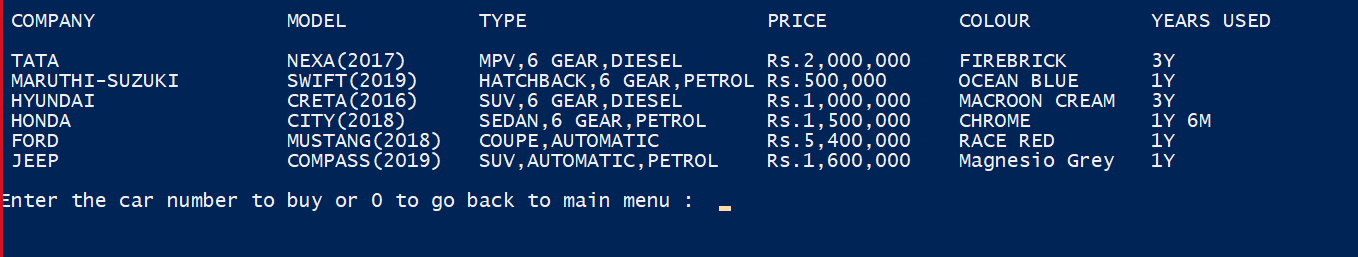 COMPANY MODEL TYPE PRICE COLOUR YEARS USED
TATA NEXA(2017) MPV,6 GEAR,DIESEL Rs.2,000,000 FIREBRICK 3Y
MARUTHI-SUZUKI SWIFT(2019) HATCHBACK,6 GEAR,PETROL Rs.500,000 OCEAN BLUE 1Y
HYUNDAI CRETA(2016) SUV,6 GEAR,DIESEL Rs.1,000,000 MACROON CREAM 3Y
HONDA CITY(2018) SEDAN,6 GEAR,PETROL Rs.1,500,000 CHROME 1Y 6M
FORD MUSTANG(2018) COUPE,AUTOMATIC Rs.5,400,000 RACE RED 1Y
JEEP COMPASS(2019) SUV,AUTOMATIC,PETROL Rs.1,600,000 Magnesio Grey 1Y
Enter the car number to buy or 0 to go back to main menu :